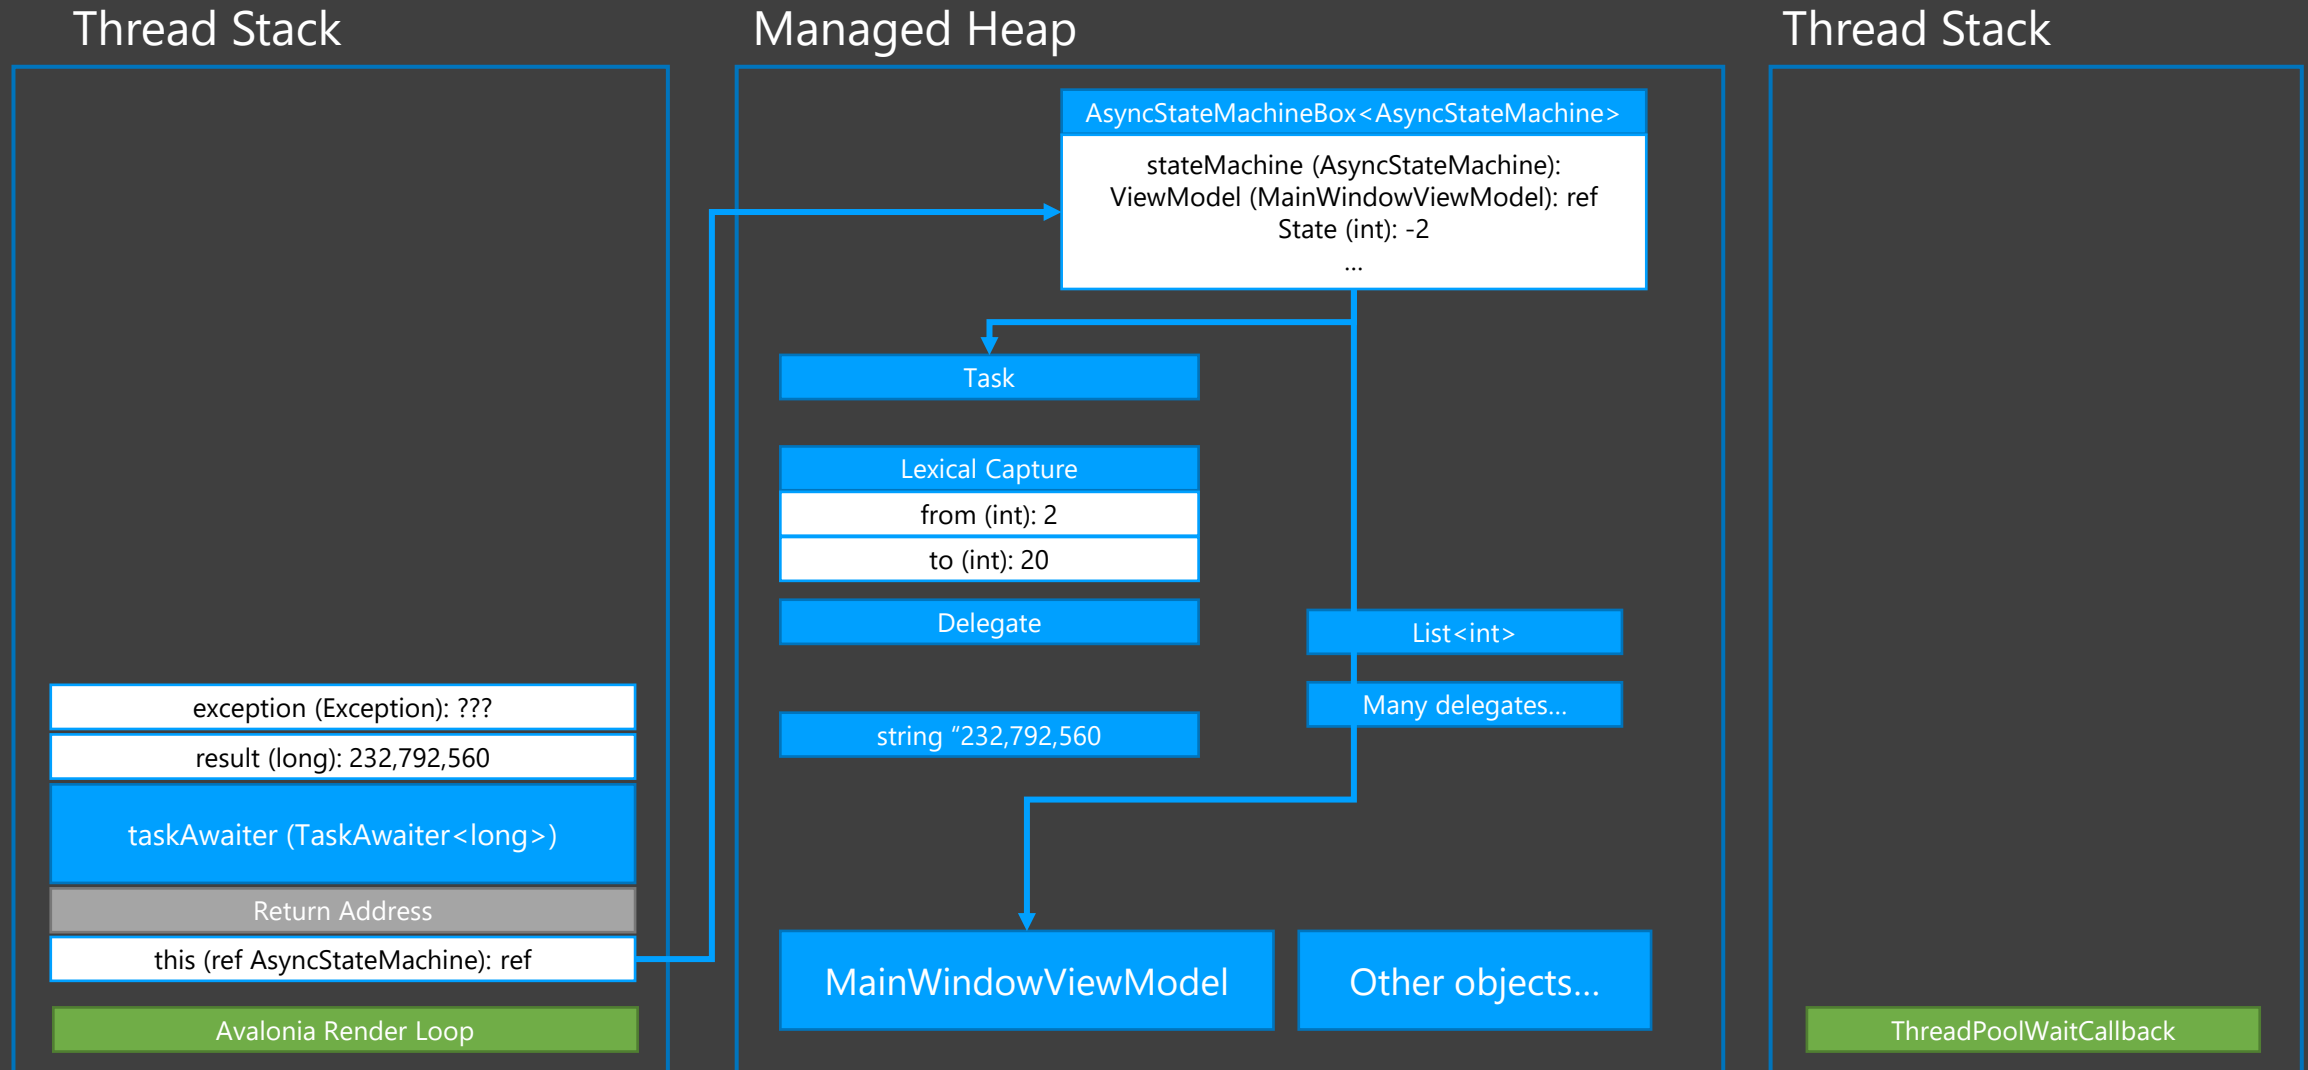 Thread Stack
exception (Exception): ???
result (long): 232,792,560
taskAwaiter (TaskAwaiter<long>)
Return Address
this (ref AsyncStateMachine): ref
Avalonia Render Loop
Managed Heap
AsyncStateMachineBox<AsyncStateMachine>
stateMachine (AsyncStateMachine):
ViewModel (MainWindowViewModel): ref
State (int): -2
...
Task
Lexical Capture
from (int): 2
to (int): 20
Delegate
List<int>
Many delegates...
string “232,792,560
MainWindowViewModel
Other objects...
Thread Stack
ThreadPoolWaitCallback